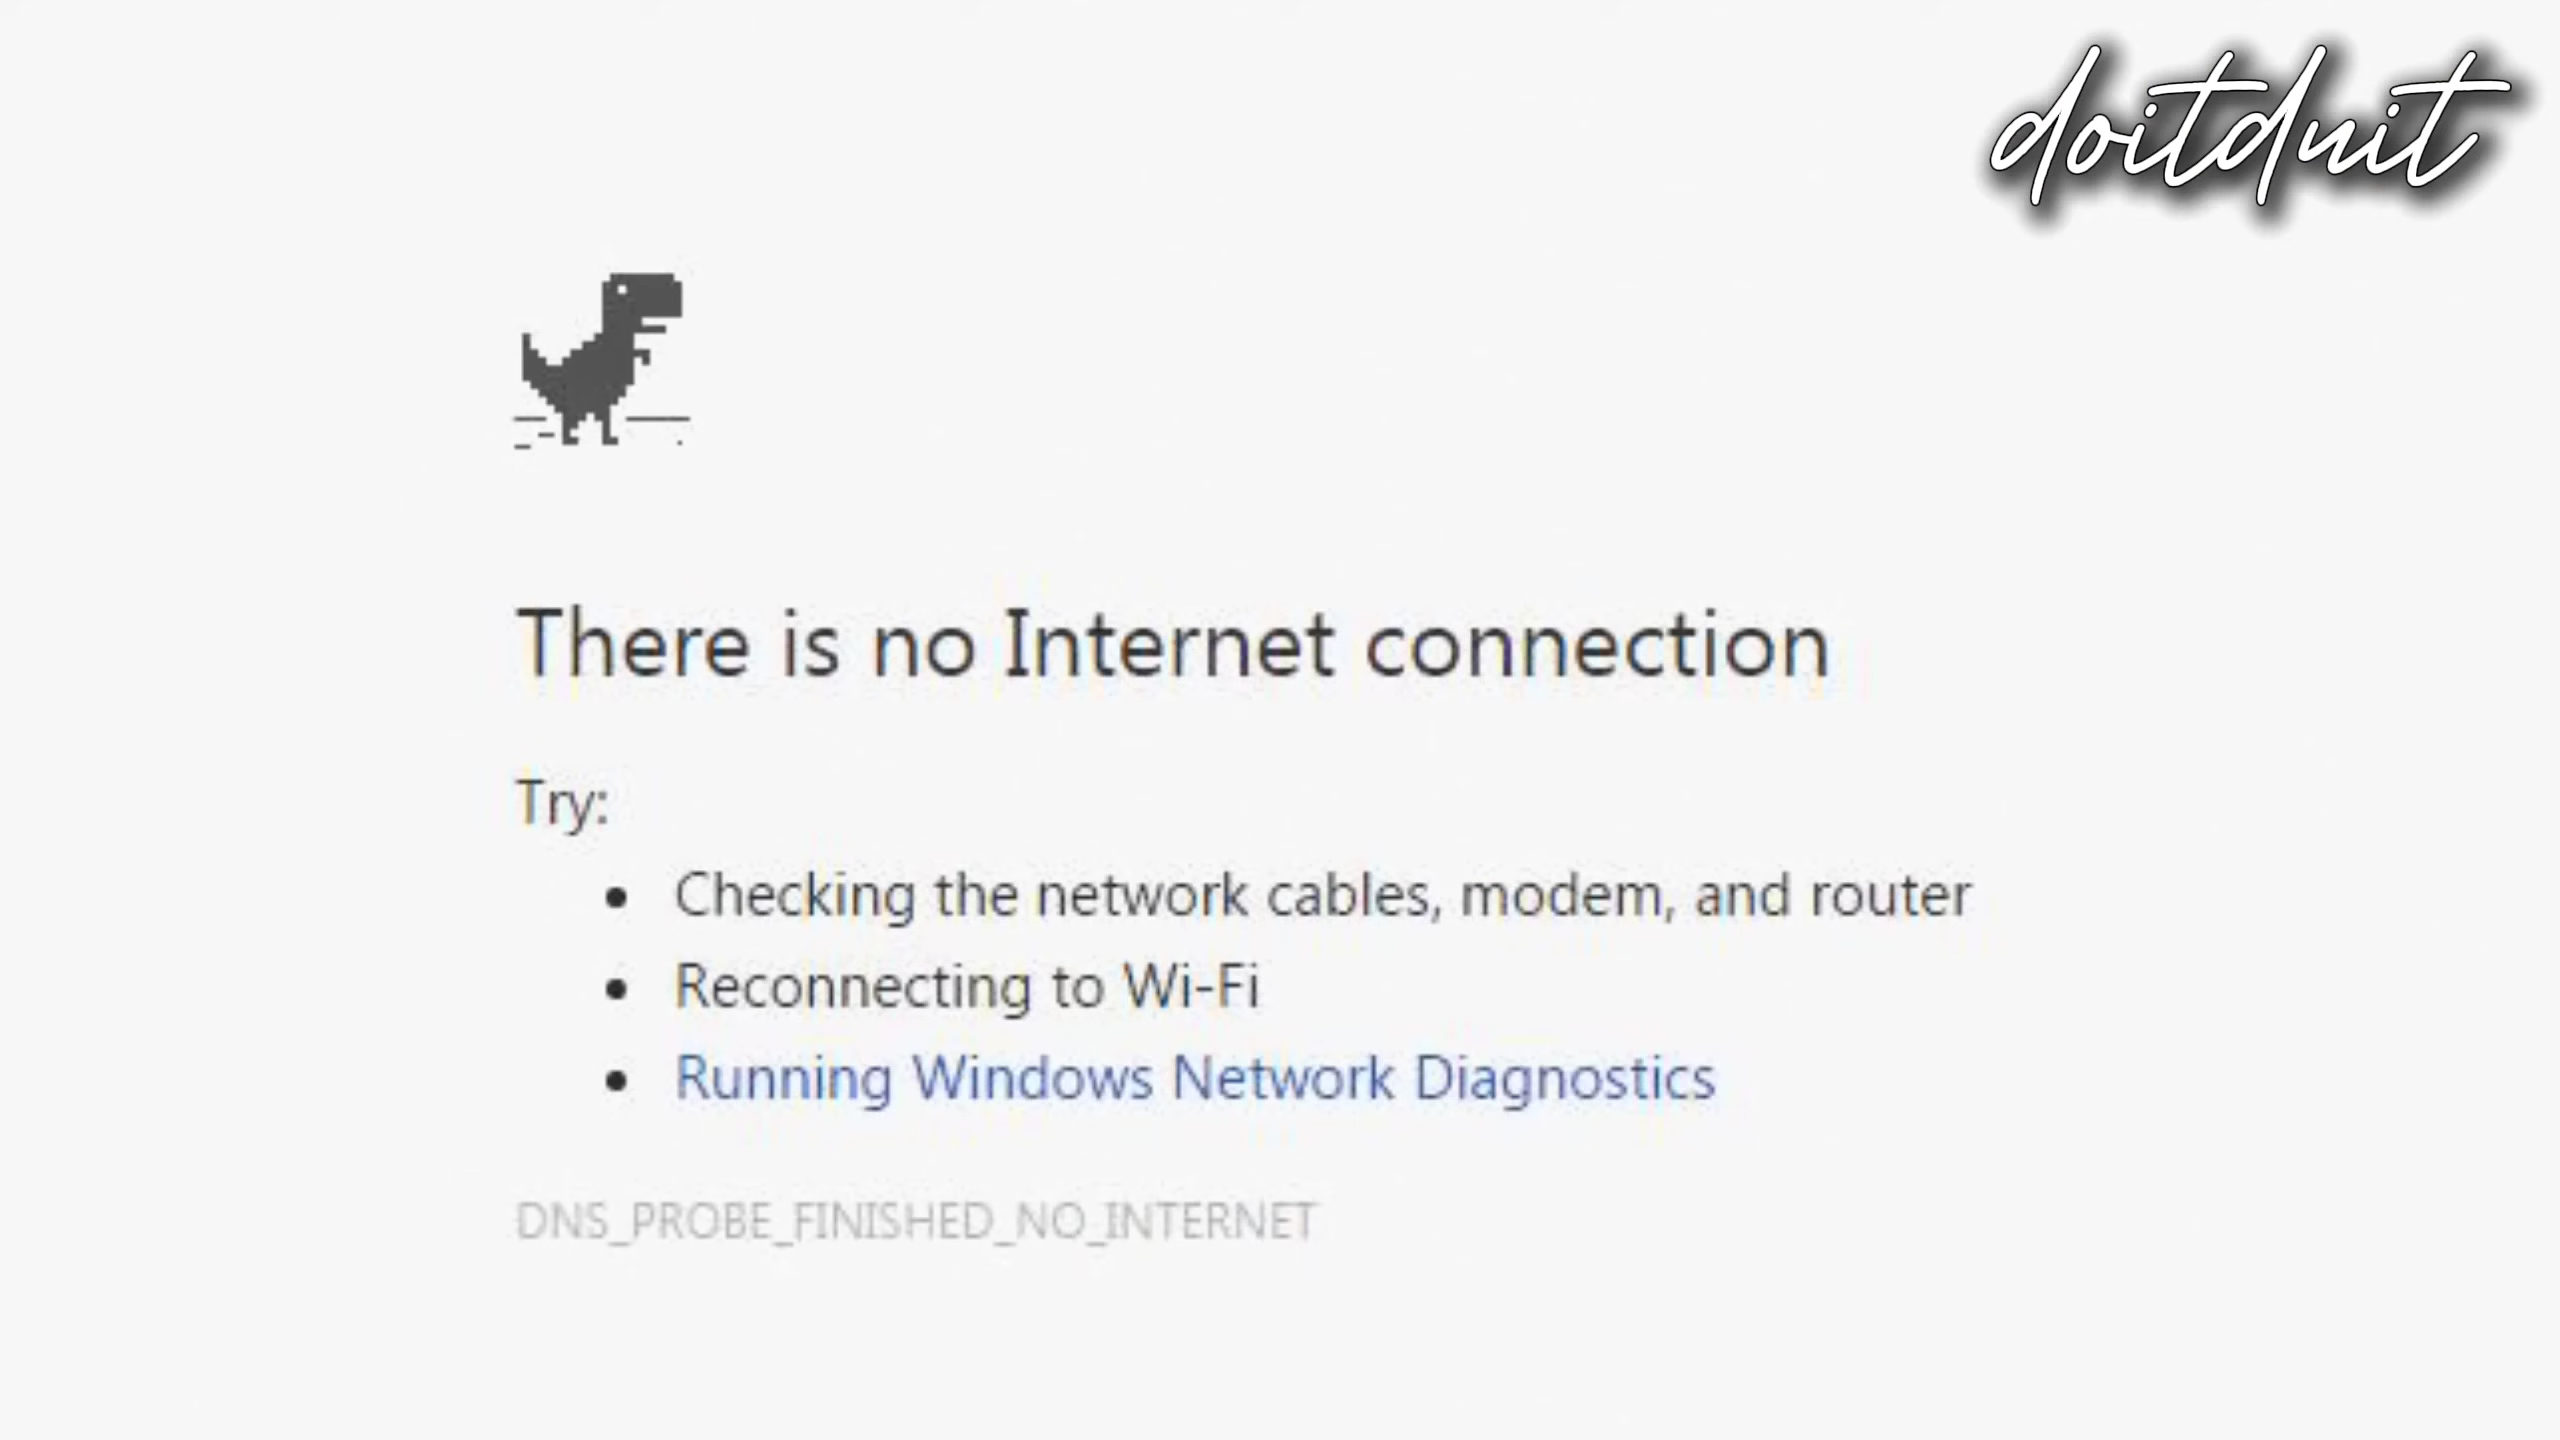 doitduit
There is no Internet connection
Try:
• Checking the network cables, modem, and router
• Reconnecting to Wi-Fi
• Running Windows Network Diagnostics
DNS_PROBE_FINISHED_NO_INTERNET